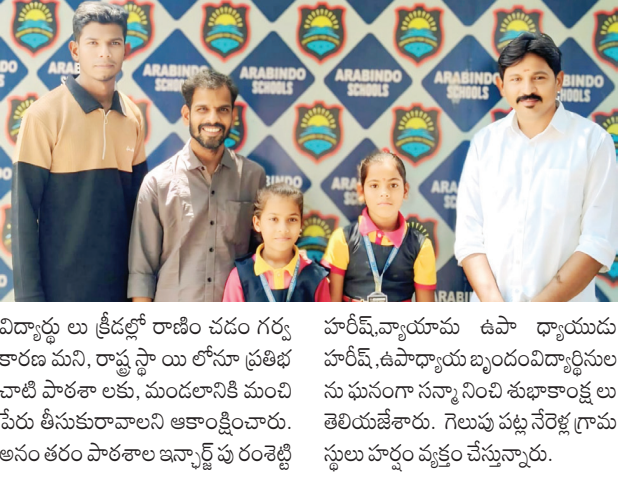 ARABINDO
SCHOOLS
విద్యార్థు లు క్రీడల్లో రాణిం చడం గర్వ
కారణ మని, రాష్ట్ర స్థా యి లోనూ ప్రతిభ
చాటి పాఠశా లకు, మండలానికి మంచి
పేరు తీసుకురావాలని ఆకాంక్షించారు.
అనం తరం పాఠశాల ఇన్చార్జ్ పు రంశెట్టి
హరీష్,వ్యాయామ ఉపా ధ్యాయుడు
హరీష్ ,ఉపాధ్యాయ బృందంవిద్యార్థినుల
ను ఘనంగా సన్మా నించి శుభాకాంక్ష లు
తెలియజేశారు. గెలుపు పట్ల నేరెళ్ల గ్రామ
స్థులు హర్షం వ్యక్తం చేస్తున్నారు.